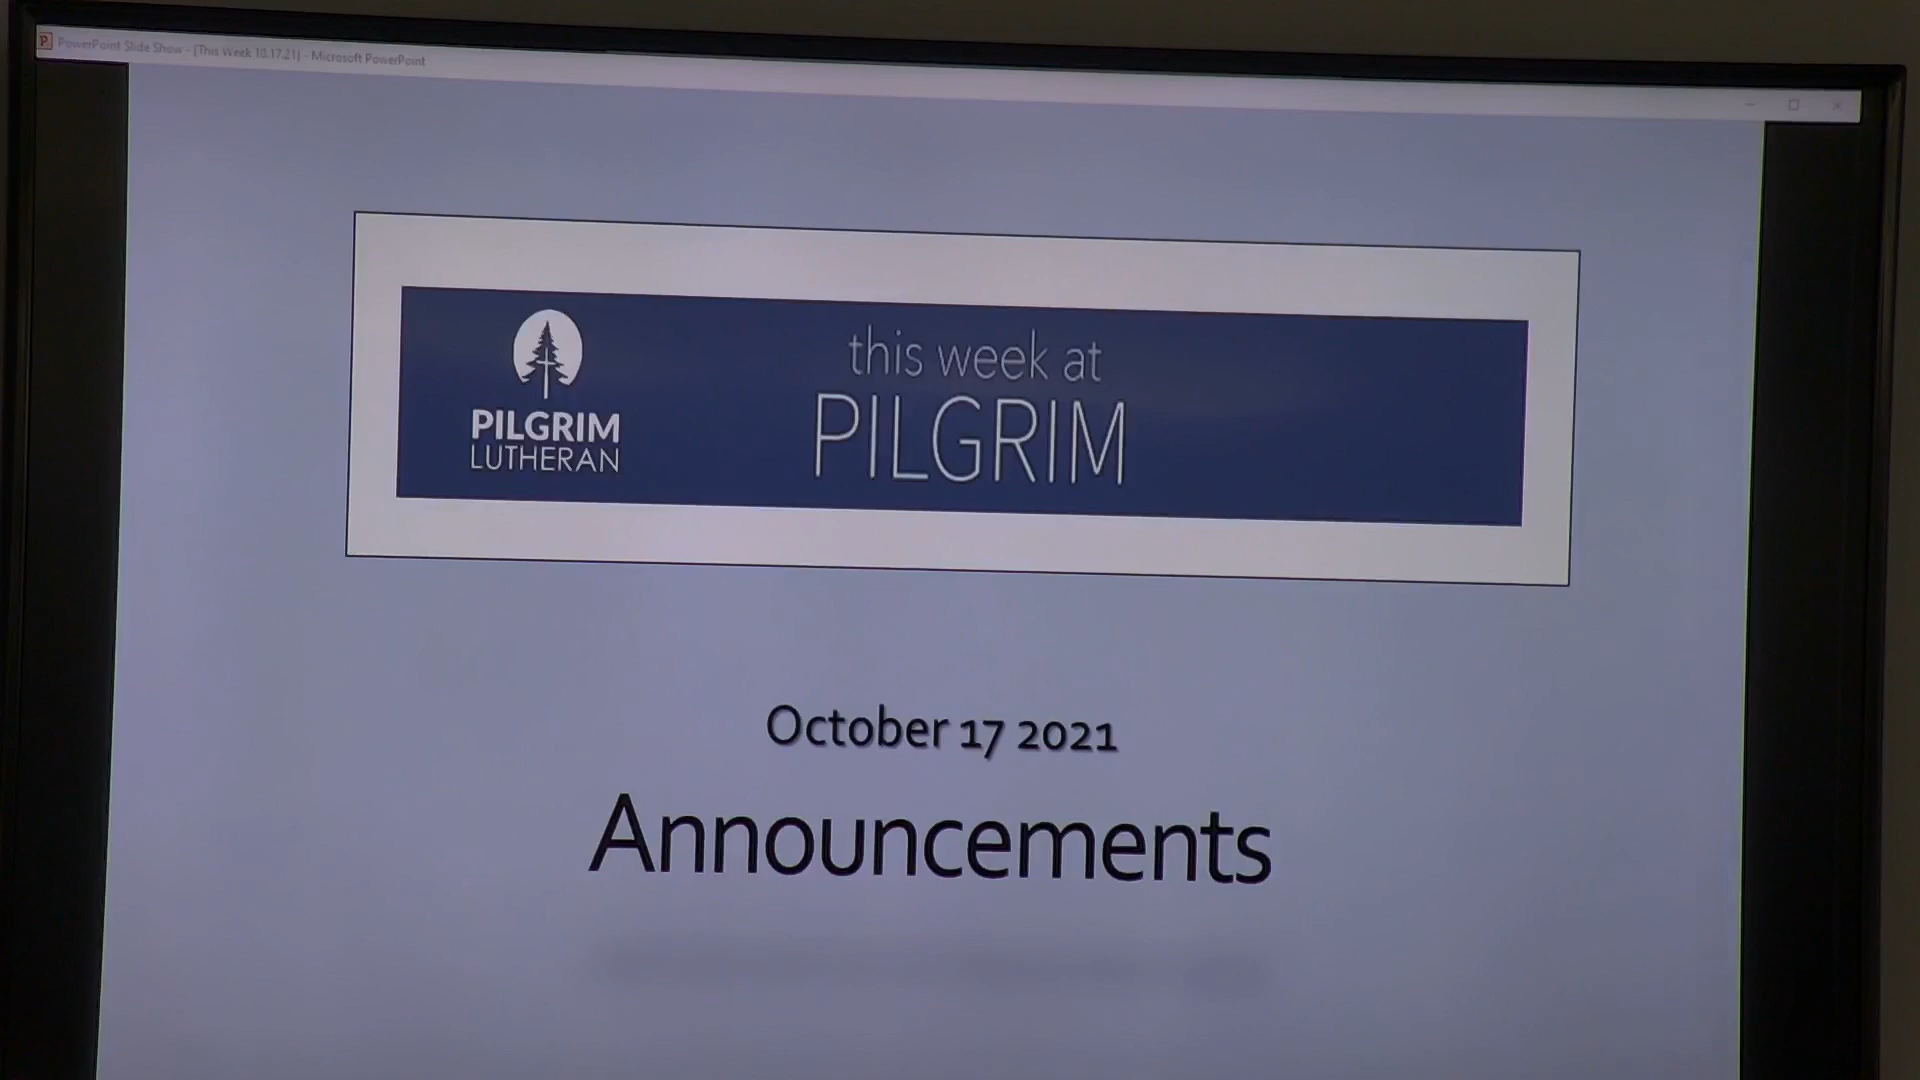 PowerPoint Slide Show - [This Week 10.17.21] - Microsoft PowerPoint
this week at
PILGRIM
PILGRIM
LUTHERAN
October 17 2021
Announcements